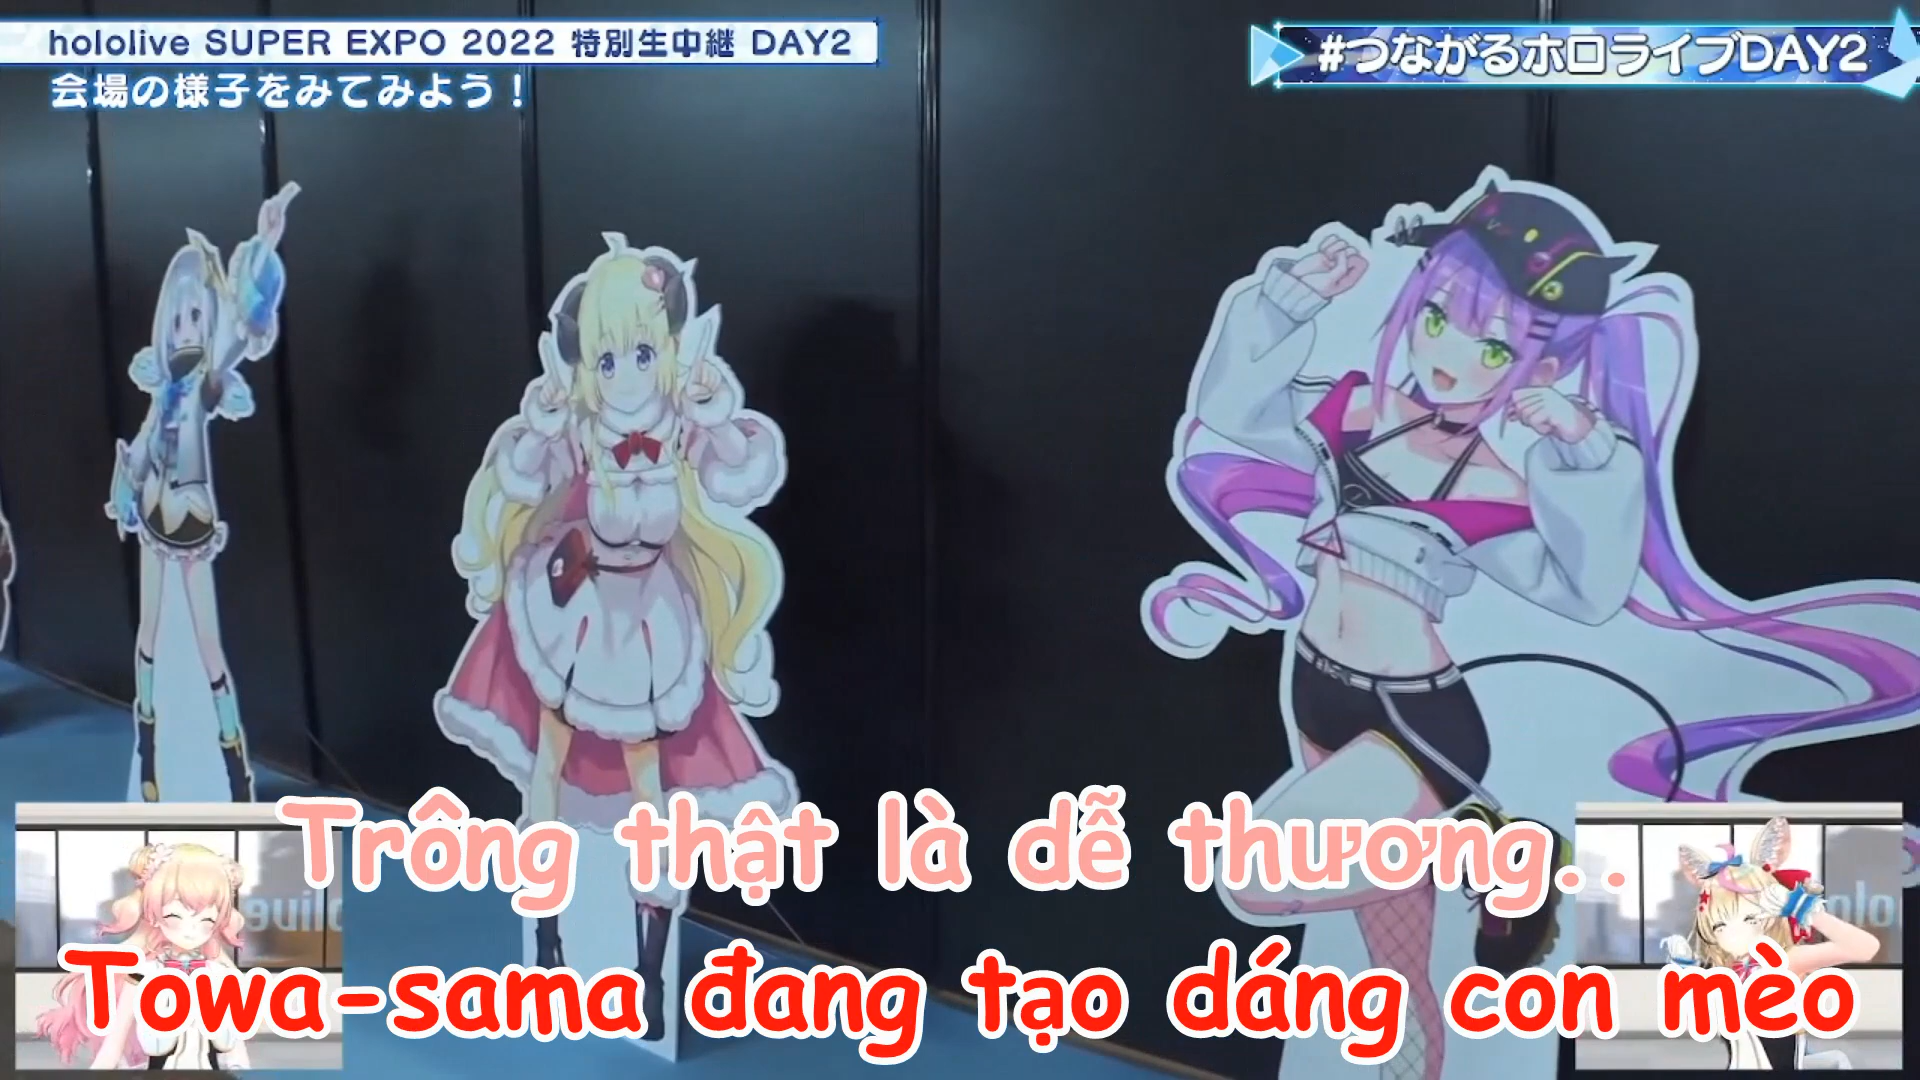 hololive SUPER EXPO 2022 特別生中継 DAY2
会場の様子をみてみよう！
#つながるホロライブDAY2
Trông thật là dễ thương..
Towa-sama đang tạo dáng con mèo